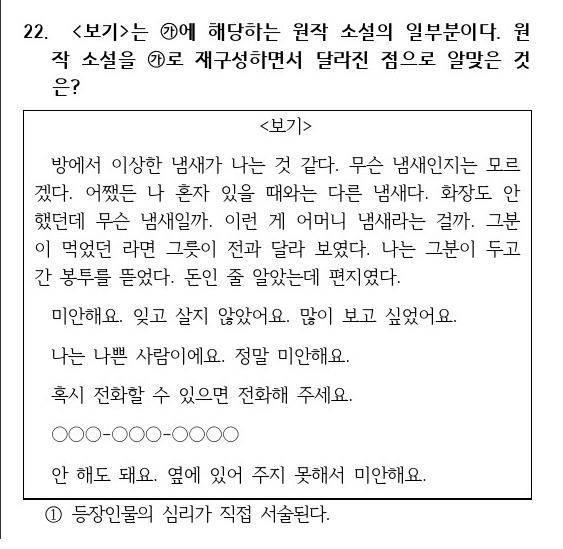 22. <보기>는 ㉮에 해당하는 원작 소설의 일부분이다. 원
작 소설을 ㉮로 재구성하면서 달라진 점으로 알맞은 것
은?
<보기>
방에서 이상한 냄새가 나는 것 같다. 무슨 냄새인지는 모르
겠다. 어쨌든 나 혼자 있을 때와는 다른 냄새다. 화장도 안
했던데 무슨 냄새일까. 이런 게 어머니 냄새라는 걸까. 그분
이 먹었던 라면 그릇이 전과 달라 보였다. 나는 그분이 두고
간 봉투를 뜯었다. 돈인 줄 알았는데 편지였다.
미안해요. 잊고 살지 않았어요. 많이 보고 싶었어요.
나는 나쁜 사람이에요. 정말 미안해요.
혹시 전화할 수 있으면 전화해 주세요.
○○○-○○○-○○○○
안 해도 돼요. 옆에 있어 주지 못해서 미안해요.
① 등장인물의 심리가 직접 서술된다.